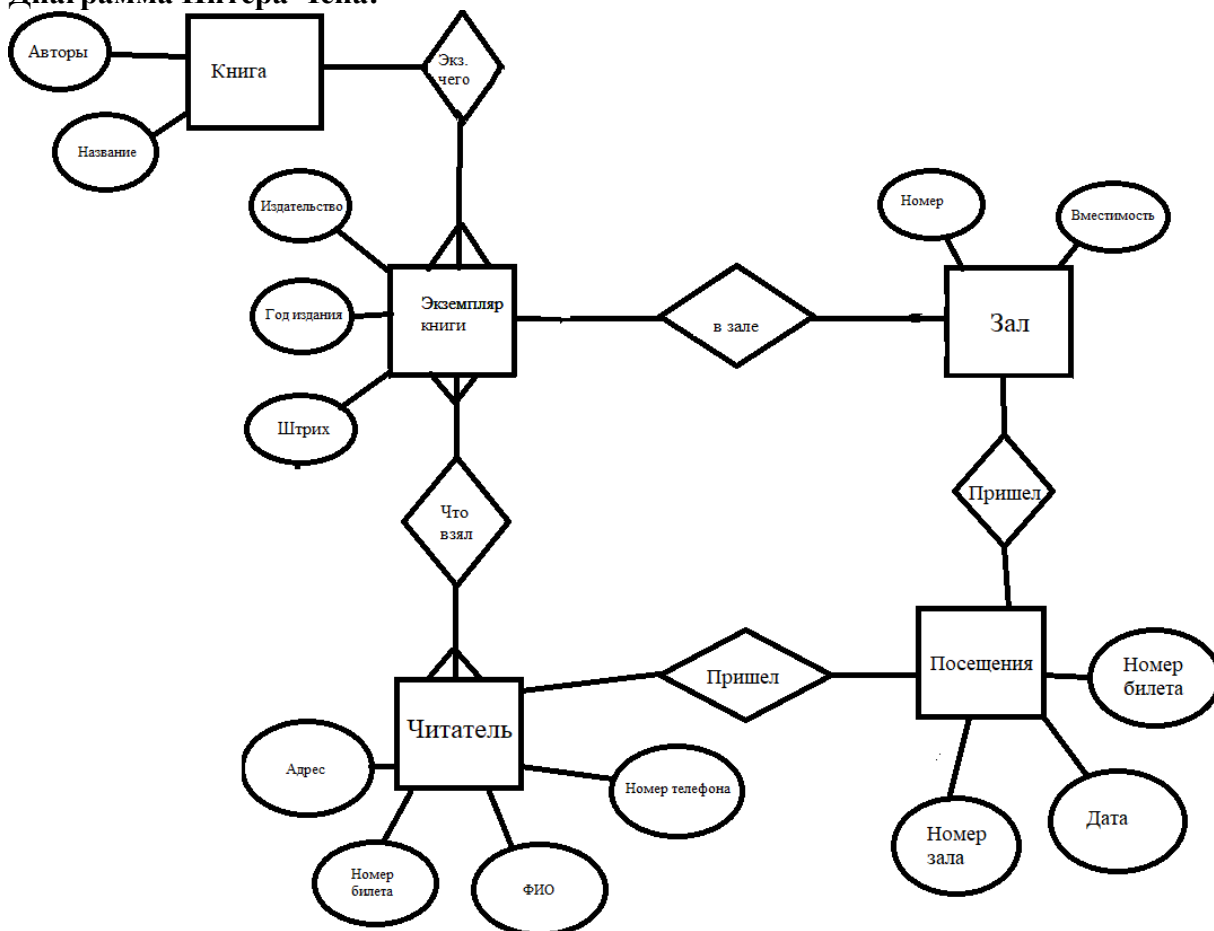 Диаграмма Питера Чена:
Авторы
Книга
Экз.
чего
Название
Издательство
Номер
Вместимость
Год издания
Экземпляр
книги
в зале
Зал
Штрих
Что
взял
Пришел
Читатель
Пришел
Посещения
Номер
билета
Адрес
Номер телефона
Номер
билета
ФИО
Номер
зала
Дата